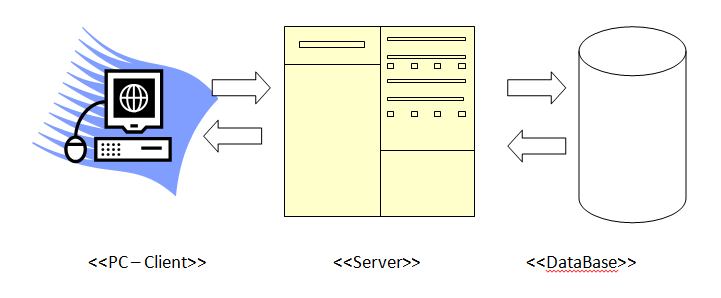 <<PC – Client>>
<<Server>>
<<DataBase>>